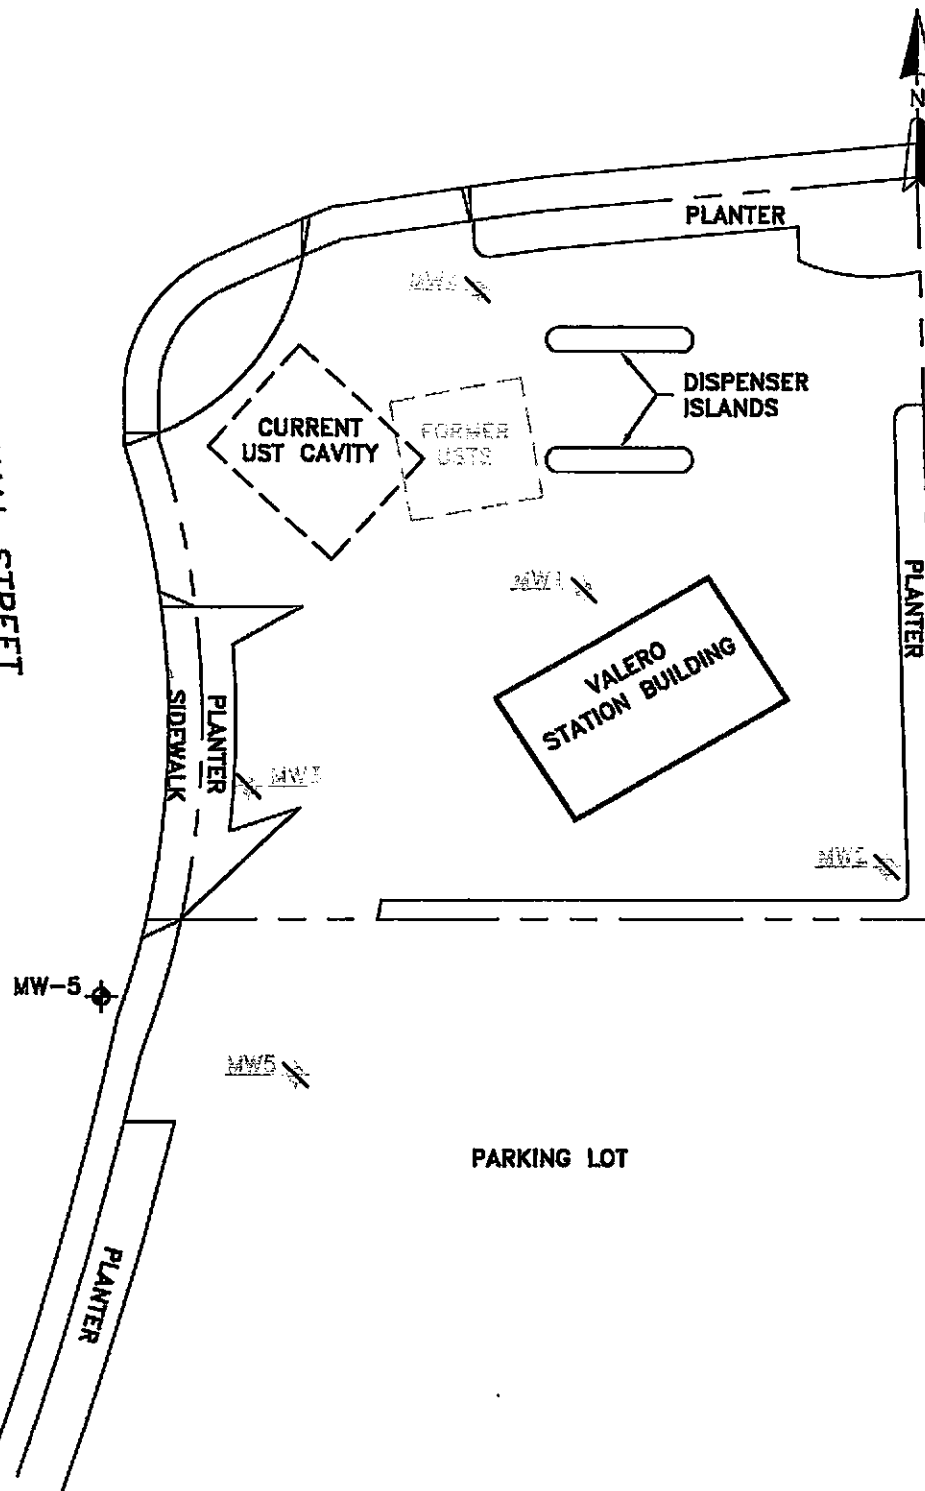 N
PLANTER
DISPENSER
ISLANDS
CURRENT
UST CAVITY
FORMER
USTS
MW1
PLANTER
VALERO
STATION BUILDING
STREET
PLANTER
SIDEWALK
MW3
MW2
MW-5
MW5
PARKING LOT
PLANTER